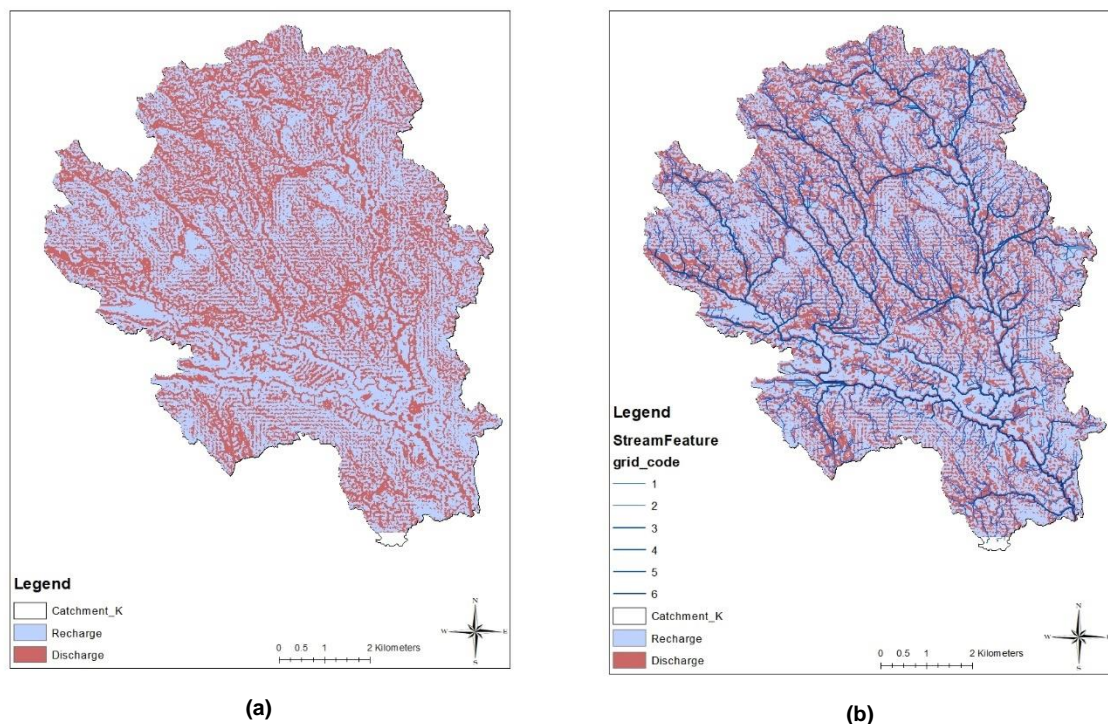 Legend
Catchment_K
Recharge
Discharge
N
W
E
S
0 0.5 1 2 Kilometers
(a)
Legend
StreamFeature
grid_code
1
2
3
4
5
6
Catchment_K
Recharge
Discharge
N
W
S
0 0.5 1 2 Kilometers
(b)